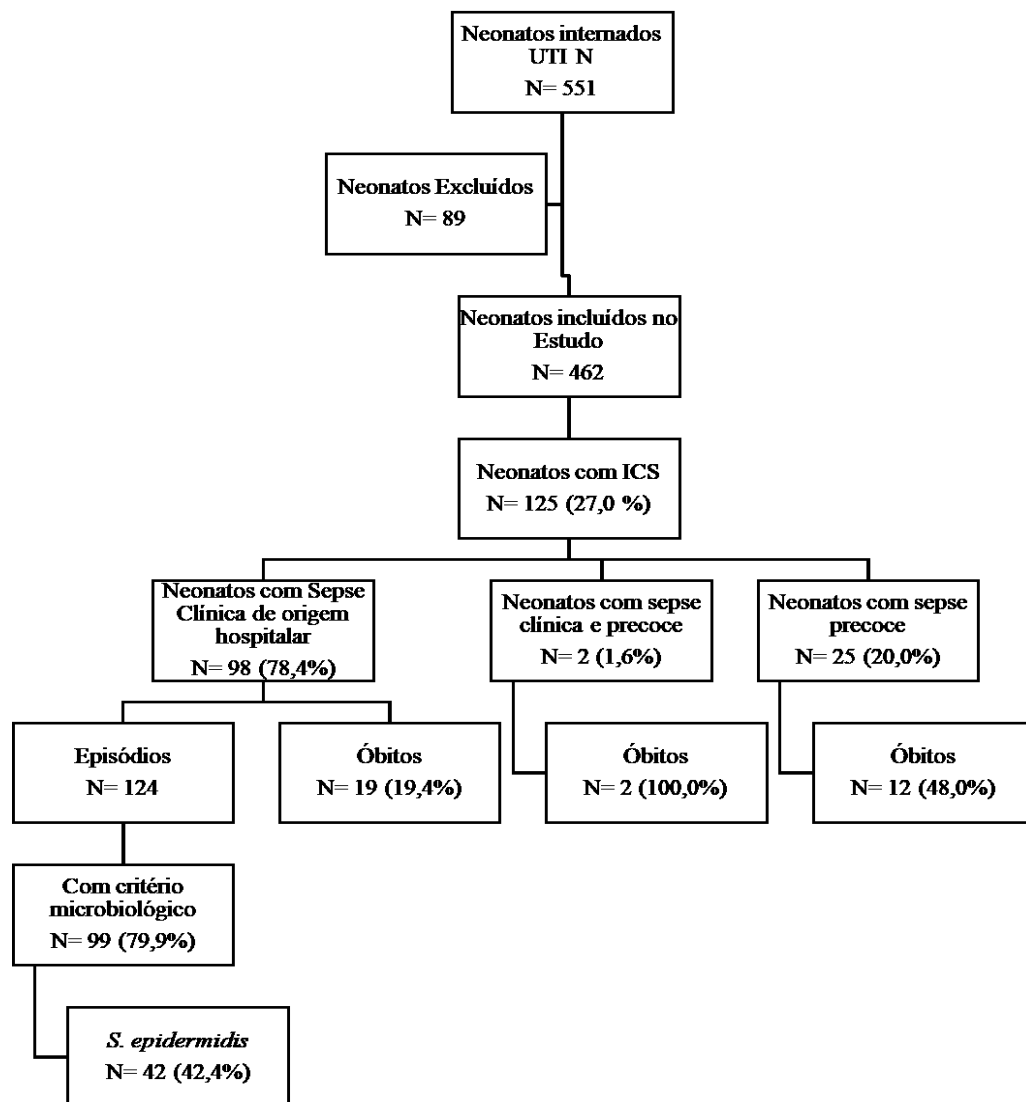 Neonatos internados
UTI N
N= 551
Neonatos Excluídos
N= 89
Neonatos incluídos no
Estudo
N= 462
Neonatos com ICS
N= 125 (27,0 %)
Neonatos com Sepse
Clínica de origem
hospitalar
N= 98 (78,4%)
Neonatos com sepse
clínica e precoce
N= 2 (1,6%)
Neonatos com sepse
precoce
N= 25 (20,0%)
Episódios
N= 124
Óbitos
N= 19 (19,4%)
Óbitos
N= 2 (100,0%)
Óbitos
N= 12 (48,0%)
Com critério
microbiológico
N= 99 (79,9%)
S. epidermidis
N= 42 (42,4%)